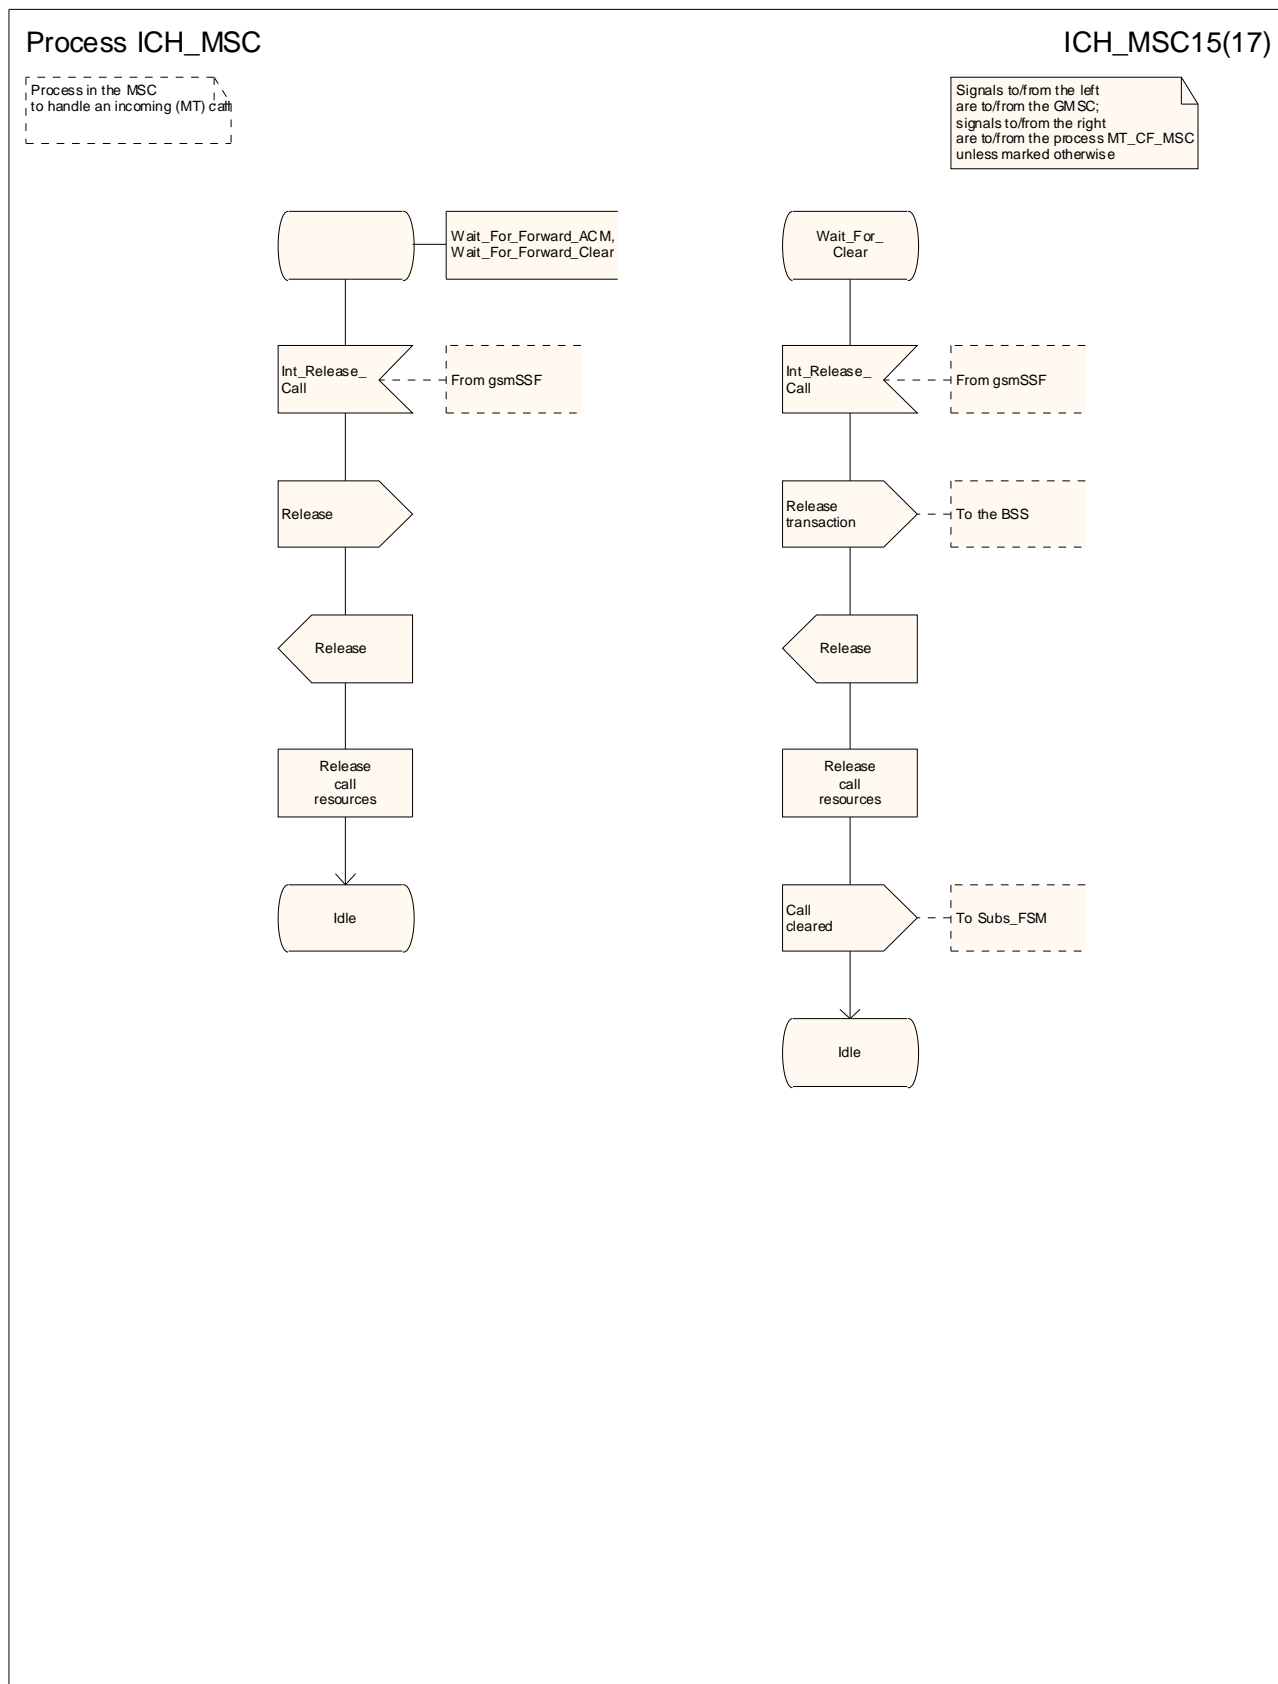 Process ICH_MSC
ICH_MSC15(17)
Process in the MSC
to handle an incoming (MT) call
Signals to/from the left
are to/from the GMSC;
signals to/from the right
are to/from the process MT_CF_MSC
unless marked otherwise
Wait_For_Forward_ACM,
Wait_For_Forward_Clear
Int_Release_
Call
From gsmSSF
Release
Release
Release
call
resources
Idle
Wait_For_
Clear
Int_Release_
Call
From gsmSSF
Release
transaction
To the BSS
Release
Release
call
resources
Call
cleared
To Subs_FSM
Idle